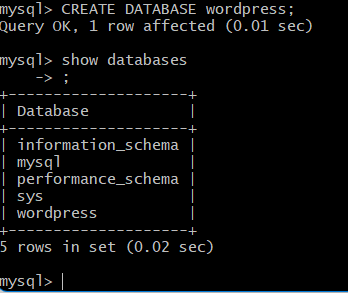 mysql> CREATE DATABASE wordpress;
Query OK, 1 row affected (0.01 sec)
mysql> show databases
    -> ;
+--------------------+
| Database           |
+--------------------+
| information_schema |
| mysql              |
| performance_schema |
| sys                |
| wordpress          |
+--------------------+
5 rows in set (0.02 sec)
mysql>